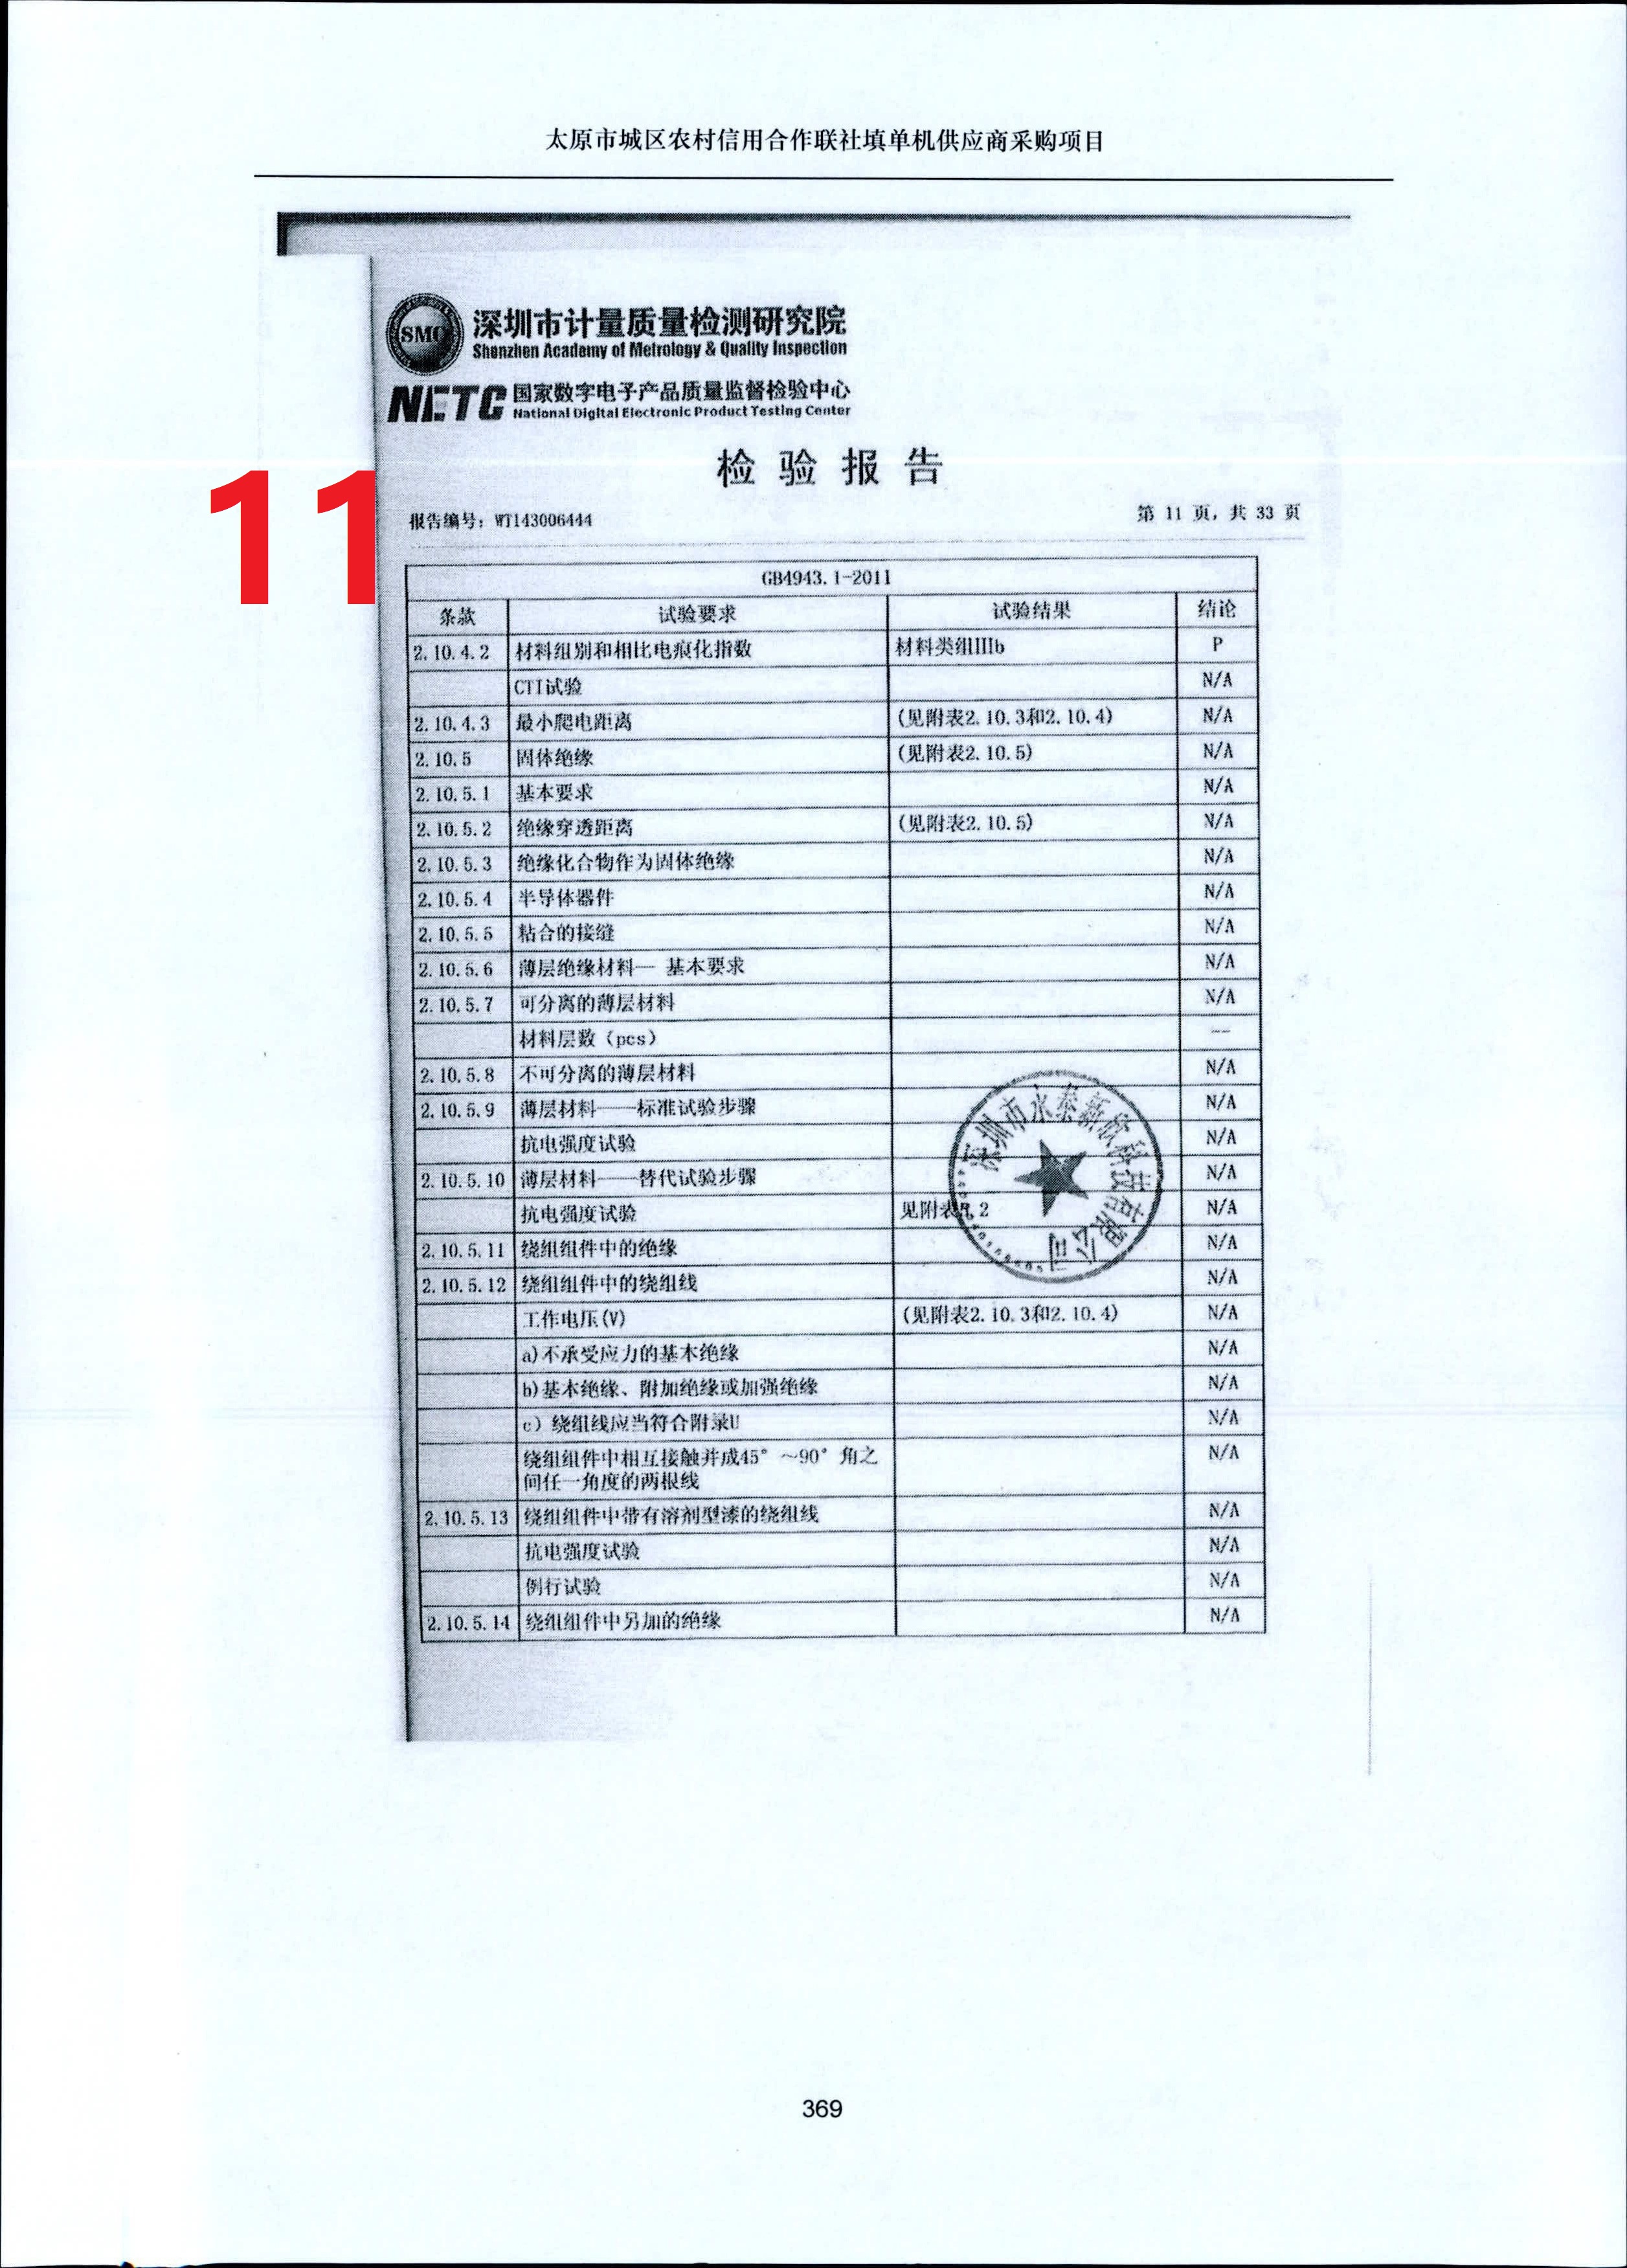 太原市城区农村信用合作联社填单机供应商采购项目
SMQ 深圳市计量质量检测研究院
Shenzhen Academy of Metrology & Quality Inspection
NETC 国家数字电子产品质量监督检验中心
National Digital Electronic Product Testing Center
检验报告
11
报告编号：WT143006444 第 11 页，共 33 页
GB4943.1-2011
条款 试验要求 试验结果 结论
2.10.4.2 材料组别和相比电痕化指数 材料类组IIIb P
CTI试验 N/A
2.10.4.3 最小爬电距离 (见附表2.10.3和2.10.4) N/A
2.10.5 固体绝缘 (见附表2.10.5) N/A
2.10.5.1 基本要求 N/A
2.10.5.2 绝缘穿透距离 (见附表2.10.5) N/A
2.10.5.3 绝缘化合物作为固体绝缘 N/A
2.10.5.4 半导体器件 N/A
2.10.5.5 粘合的接缝 N/A
2.10.5.6 薄层绝缘材料— 基本要求 N/A
2.10.5.7 可分离的薄层材料 N/A
材料层数（pcs） --
2.10.5.8 不可分离的薄层材料 N/A
2.10.5.9 薄层材料——标准试验步骤 N/A
抗电强度试验 N/A
2.10.5.10 薄层材料——替代试验步骤 N/A
抗电强度试验 见附表5.2 N/A
2.10.5.11 绕组组件中的绝缘 N/A
2.10.5.12 绕组组件中的绕组线 N/A
工作电压(V) (见附表2.10.3和2.10.4) N/A
a)不承受应力的基本绝缘 N/A
b)基本绝缘、附加绝缘或加强绝缘 N/A
c）绕组线应当符合附录U N/A
绕组组件中相互接触并成45°～90°角之 N/A
间任一角度的两根线
2.10.5.13 绕组组件中带有溶剂型漆的绕组线 N/A
抗电强度试验 N/A
例行试验 N/A
2.10.5.14 绕组组件中另加的绝缘 N/A
深圳市永泰新欣科技有限公司
369